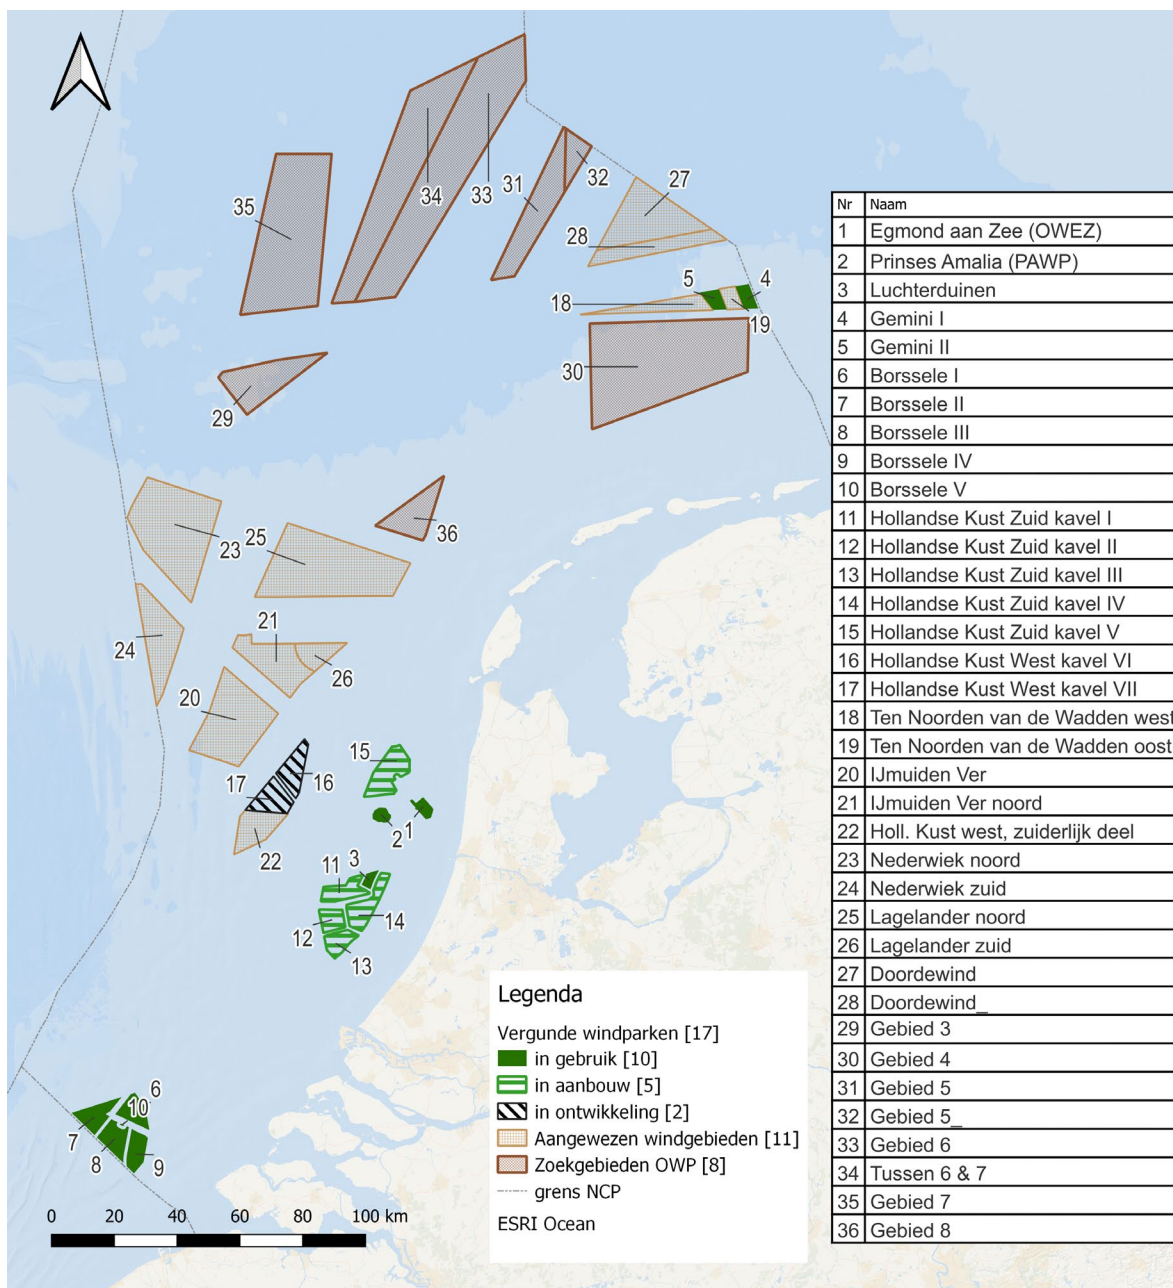 35
34
33
31
32
27
28
5
4
18
19
30
29
23
25
36
24
21
26
20
17
16
15
22
2
1
3
11
12
14
13
6
10
7
8
9
0 20 40 60 80 100 km
Legenda
Vergunde windparken [17]
in gebruik [10]
in aanbouw [5]
in ontwikkeling [2]
Aangewezen windgebieden [11]
Zoekgebieden OWP [8]
grens NCP
ESRI Ocean
Nr Naam
1 Egmond aan Zee (OWEZ)
2 Prinses Amalia (PAWP)
3 Luchterduinen
4 Gemini I
5 Gemini II
6 Borssele I
7 Borssele II
8 Borssele III
9 Borssele IV
10 Borssele V
11 Hollandse Kust Zuid kavel I
12 Hollandse Kust Zuid kavel II
13 Hollandse Kust Zuid kavel III
14 Hollandse Kust Zuid kavel IV
15 Hollandse Kust Zuid kavel V
16 Hollandse Kust West kavel VI
17 Hollandse Kust West kavel VII
18 Ten Noorden van de Wadden west
19 Ten Noorden van de Wadden oost
20 IJmuiden Ver
21 IJmuiden Ver noord
22 Holl. Kust west, zuiderlijk deel
23 Nederwiek noord
24 Nederwiek zuid
25 Lagelander noord
26 Lagelander zuid
27 Doordewind
28 Doordewind_
29 Gebied 3
30 Gebied 4
31 Gebied 5
32 Gebied 5_
33 Gebied 6
34 Tussen 6 & 7
35 Gebied 7
36 Gebied 8